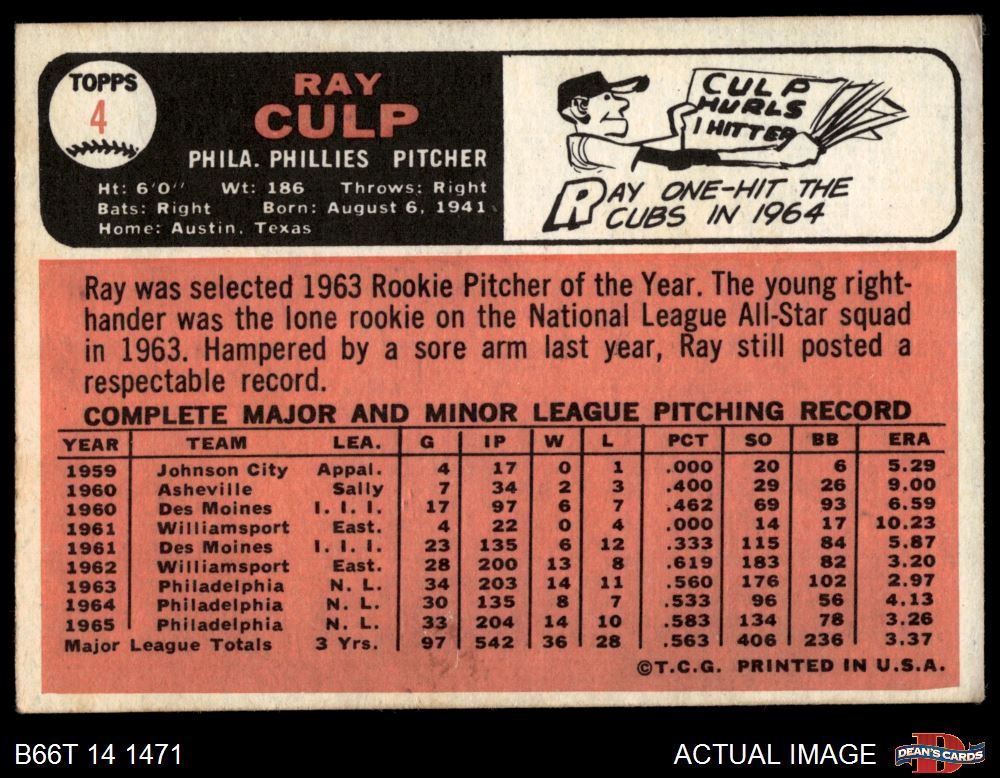 TOPPS
4
RAY
CULP
PHILA. PHILLIES PITCHER
Ht: 6'0" Wt: 186 Throws: Right
Bats: Right Born: August 6, 1941
Home: Austin, Texas
CULP
HURLS
1 HITTER
RAY ONE-HIT THE
CUBS IN 1964
Ray was selected 1963 Rookie Pitcher of the Year. The young right-
hander was the lone rookie on the National League All-Star squad
in 1963. Hampered by a sore arm last year, Ray still posted a
respectable record.
COMPLETE MAJOR AND MINOR LEAGUE PITCHING RECORD
YEAR TEAM LEA. G IP W L PCT SO BB ERA
1959 Johnson City Appal. 4 17 0 1 .000 20 6 5.29
1960 Asheville Sally 7 34 2 3 .400 29 26 9.00
1960 Des Moines I. I. I. 17 97 6 7 .462 69 93 6.59
1961 Williamsport East. 4 22 0 4 .000 14 17 10.23
1961 Des Moines I. I. I. 23 135 6 12 .333 115 84 5.87
1962 Williamsport East. 28 200 13 8 .619 183 82 3.20
1963 Philadelphia N. L. 34 203 14 11 .560 176 102 2.97
1964 Philadelphia N. L. 30 135 8 7 .533 96 56 4.13
1965 Philadelphia N. L. 33 204 14 10 .583 134 78 3.26
Major League Totals 3 Yrs. 97 542 36 28 .563 406 236 3.37
©T.C.G. PRINTED IN U.S.A.
B66T 14 1471
ACTUAL IMAGE
D
DEAN'S CARDS